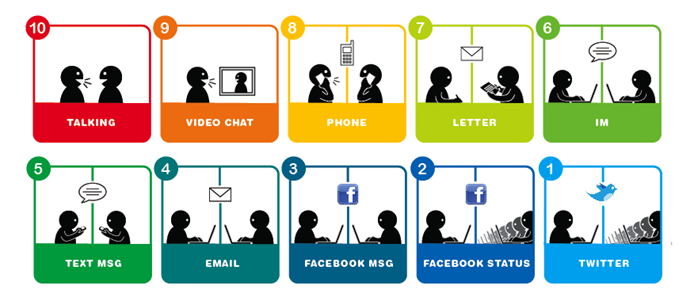 10
TALKING
9
VIDEO CHAT
8
PHONE
7
LETTER
6
IM
5
TEXT MSG
4
EMAIL
3
f
FACEBOOK MSG
2
f
FACEBOOK STATUS
1
TWITTER